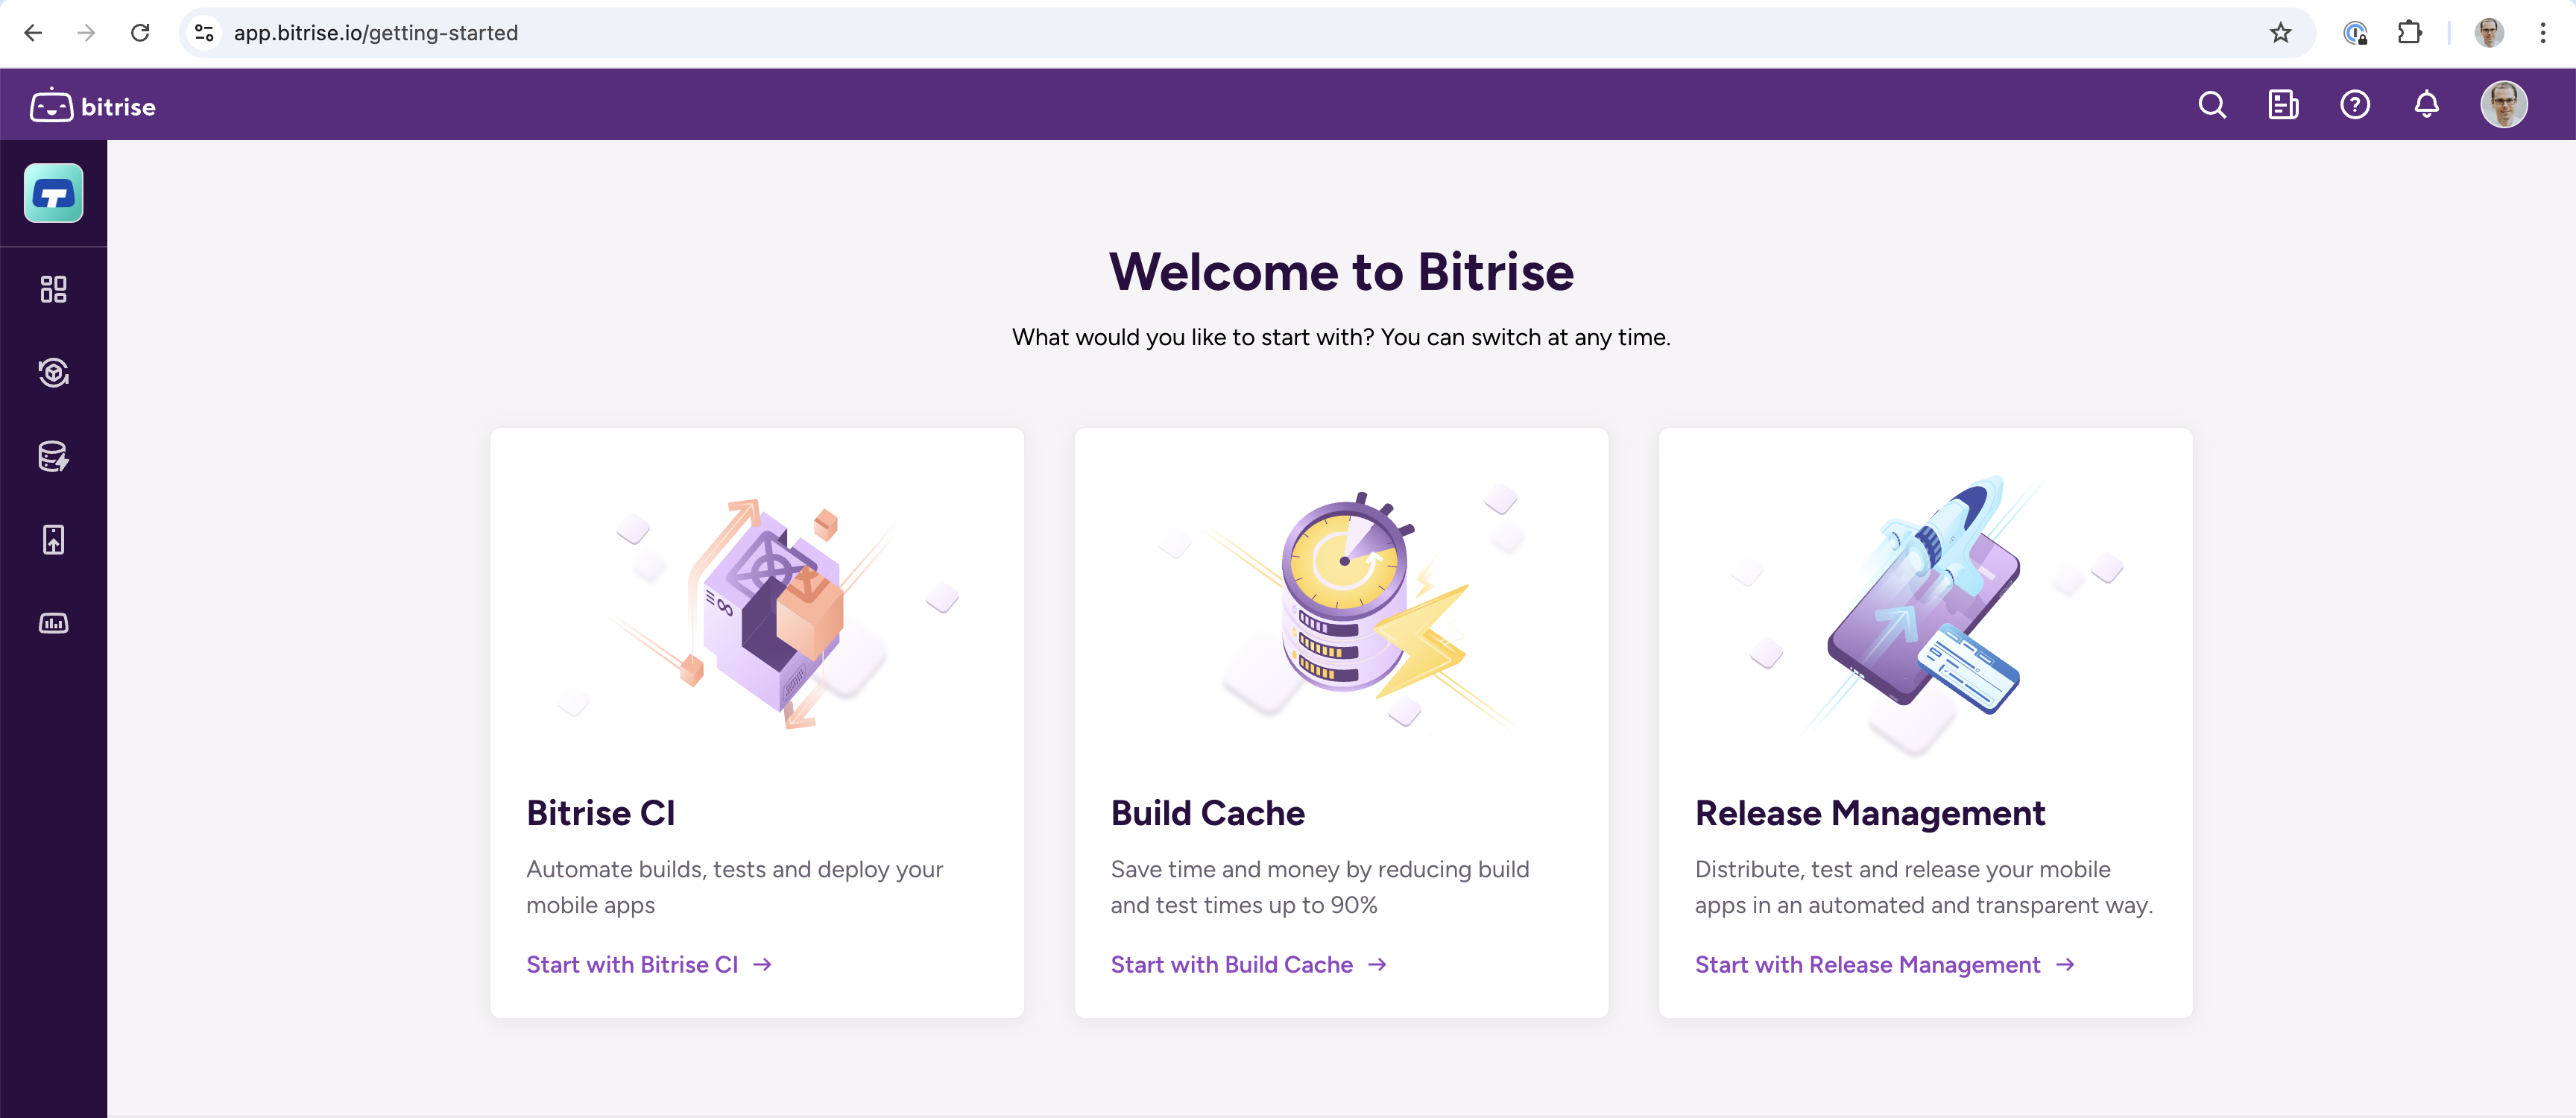 app.bitrise.io/getting-started
bitrise
Welcome to Bitrise
What would you like to start with? You can switch at any time.
Bitrise CI
Automate builds, tests and deploy your
mobile apps
Start with Bitrise CI →
Build Cache
Save time and money by reducing build
and test times up to 90%
Start with Build Cache →
Release Management
Distribute, test and release your mobile
apps in an automated and transparent way.
Start with Release Management →